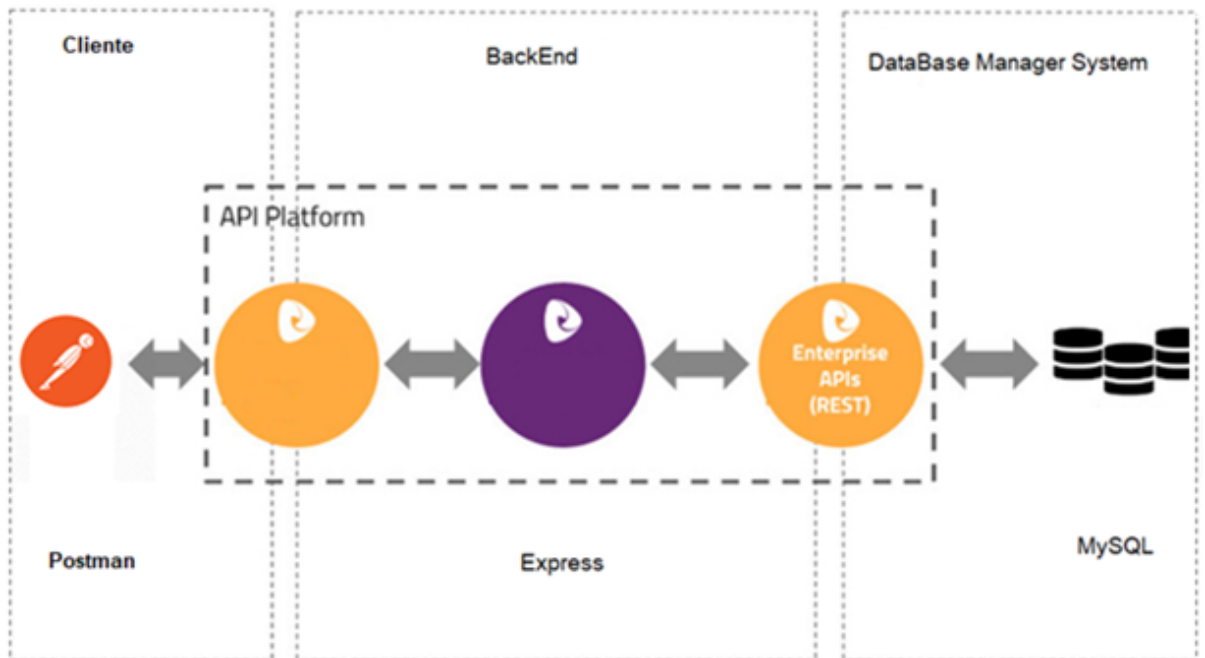 Cliente
BackEnd
DataBase Manager System
API Platform
Enterprise
APIs
(REST)
Postman
Express
MySQL